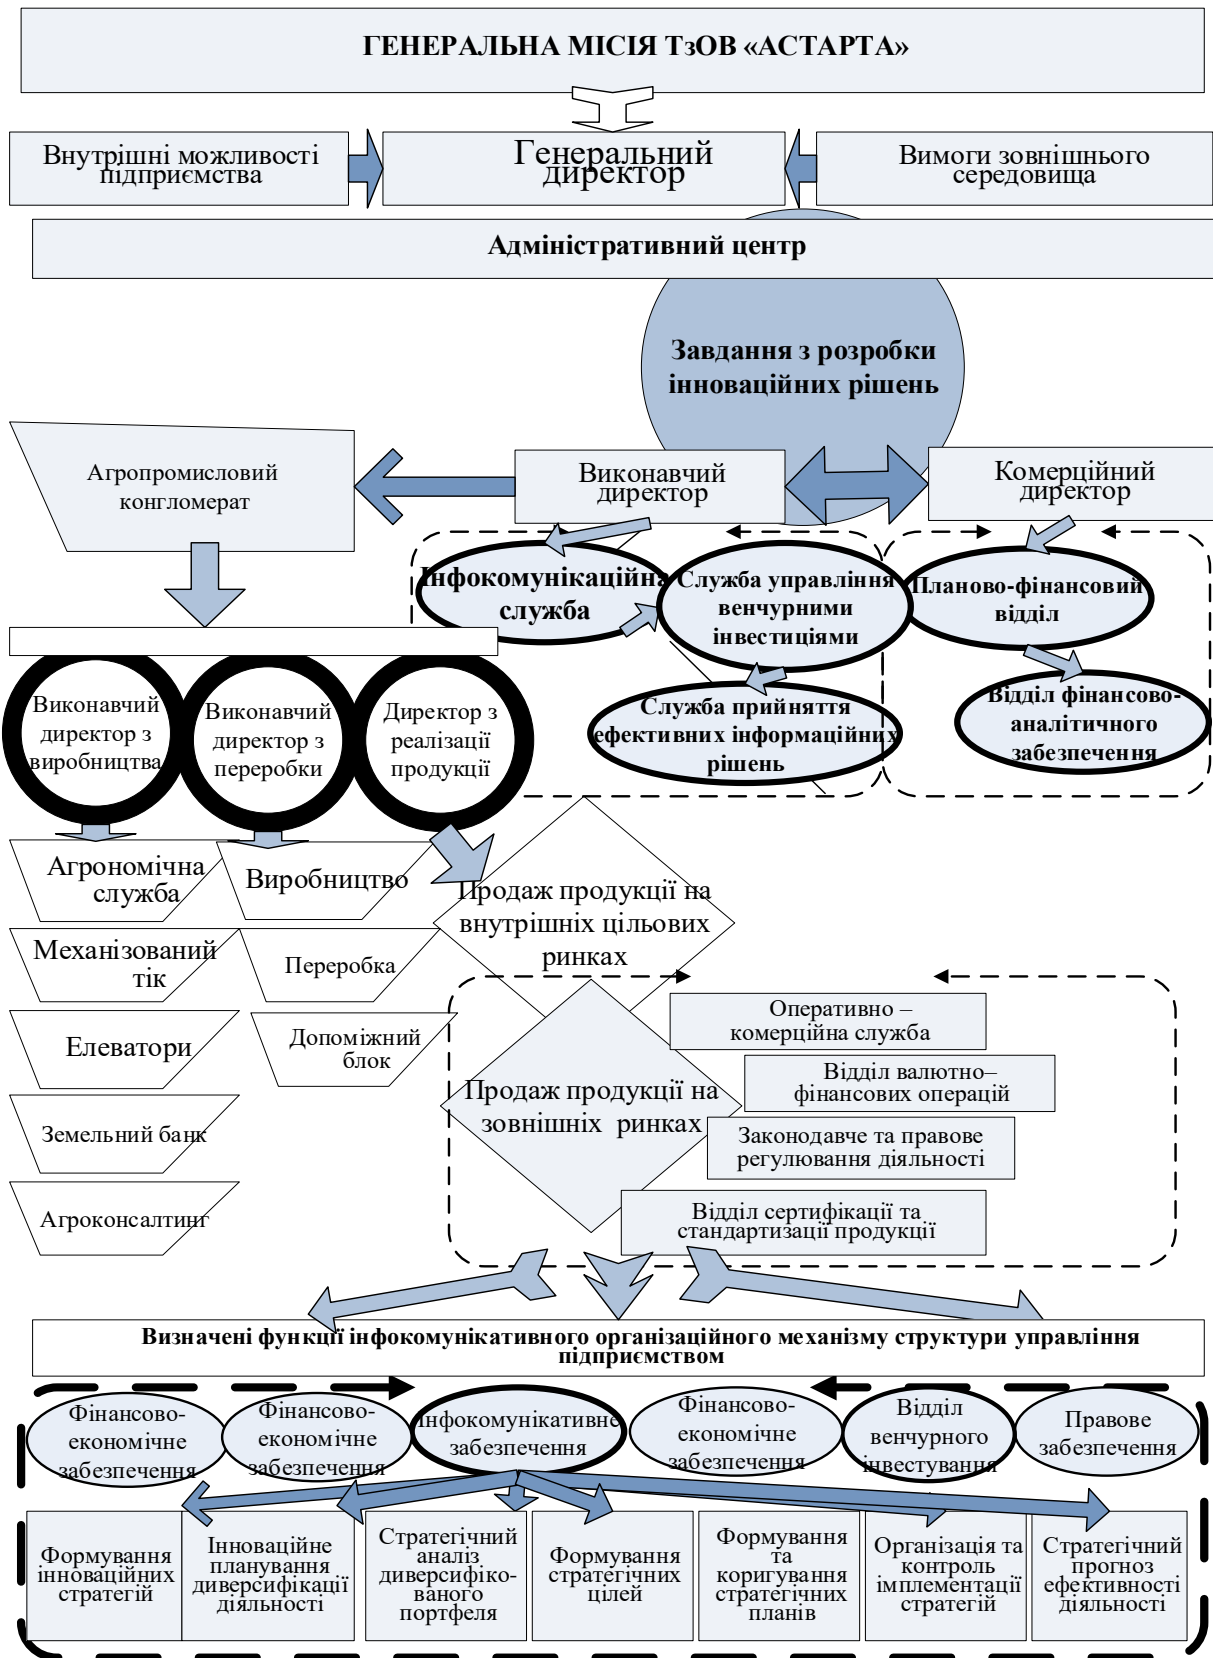 ГЕНЕРАЛЬНА МІСІЯ ТзОВ «АСТАРТА»
Внутрішні можливості
підприємства
Генеральний
директор
Вимоги зовнішнього
середовища
Адміністративний центр
Завдання з розробки
інноваційних рішень
Агропромисловий
конгломерат
Виконавчий
директор
Комерційний
директор
Інфокомунікаційна
служба
Служба управління
венчурними
інвестиціями
Планово-фінансовий
відділ
Служба прийняття
ефективних інформаційних
рішень
Відділ фінансово-
аналітичного
забезпечення
Виконавчий
директор з
виробництва
Виконавчий
директор з
переробки
Директор з
реалізації
продукції
Агрономічна
служба
Виробництво
Продаж продукції на
внутрішніх цільових
ринках
Механізований
тік
Переробка
Елеватори
Допоміжний
блок
Земельний банк
Агроконсалтинг
Оперативно –
комерційна служба
Відділ валютно–
фінансових операцій
Продаж продукції на
зовнішніх ринках
Законодавче та правове
регулювання діяльності
Відділ сертифікації та
стандартизації продукції
Визначені функції інфокомунікативного організаційного механізму структури управління
підприємством
Фінансово-
економічне
забезпечення
Фінансово-
економічне
забезпечення
Інфокомунікативне
забезпечення
Фінансово-
економічне
забезпечення
Відділ
венчурного
інвестування
Правове
забезпечення
Формування
інноваційних
стратегій
Інноваційне
планування
диверсифікації
діяльності
Стратегічний
аналіз
диверсифіко-
ваного
портфеля
Формування
стратегічних
цілей
Формування
та
коригування
стратегічних
планів
Організація та
контроль
імплементації
стратегій
Стратегічний
прогноз
ефективності
діяльності